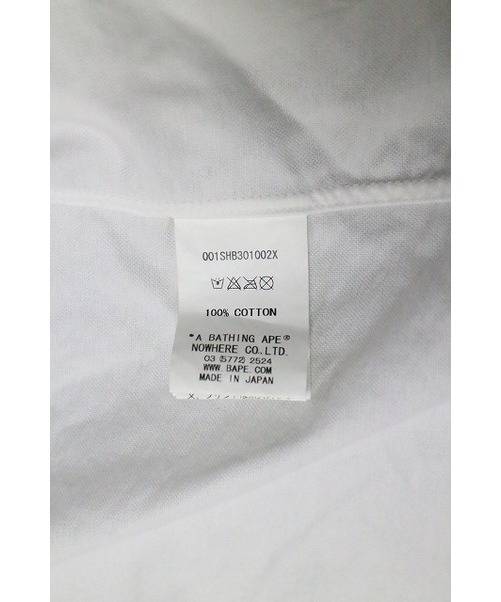 001SHB301002X
100% COTTON
"A BATHING APE®
NOWHERE CO.,LTD.
03 (5772) 2524
WWW.BAPE.COM
MADE IN JAPAN